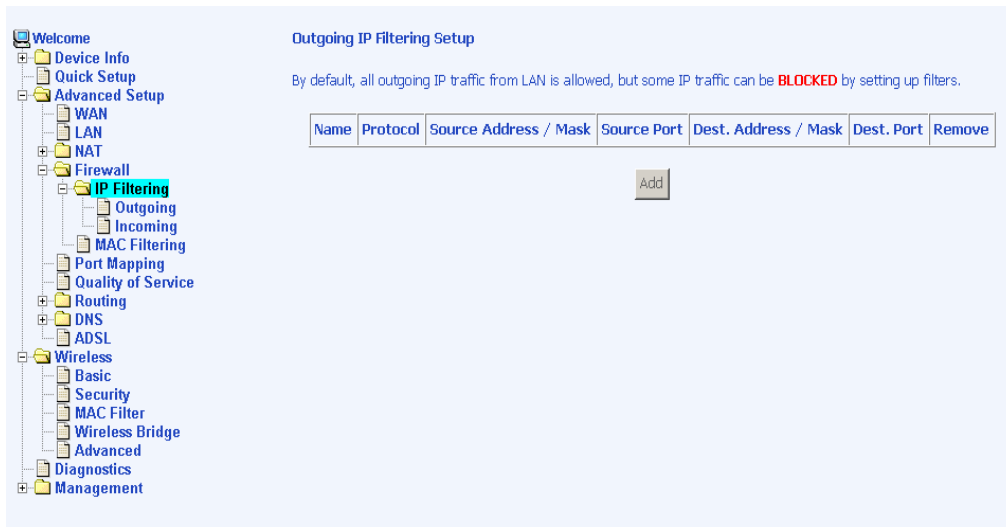 Welcome
Device Info
Quick Setup
Advanced Setup
WAN
LAN
NAT
Firewall
IP Filtering
Outgoing
Incoming
MAC Filtering
Port Mapping
Quality of Service
Routing
DNS
ADSL
Wireless
Basic
Security
MAC Filter
Wireless Bridge
Advanced
Diagnostics
Management
Outgoing IP Filtering Setup
By default, all outgoing IP traffic from LAN is allowed, but some IP traffic can be BLOCKED by setting up filters.
Name Protocol Source Address / Mask Source Port Dest. Address / Mask Dest. Port Remove
Add